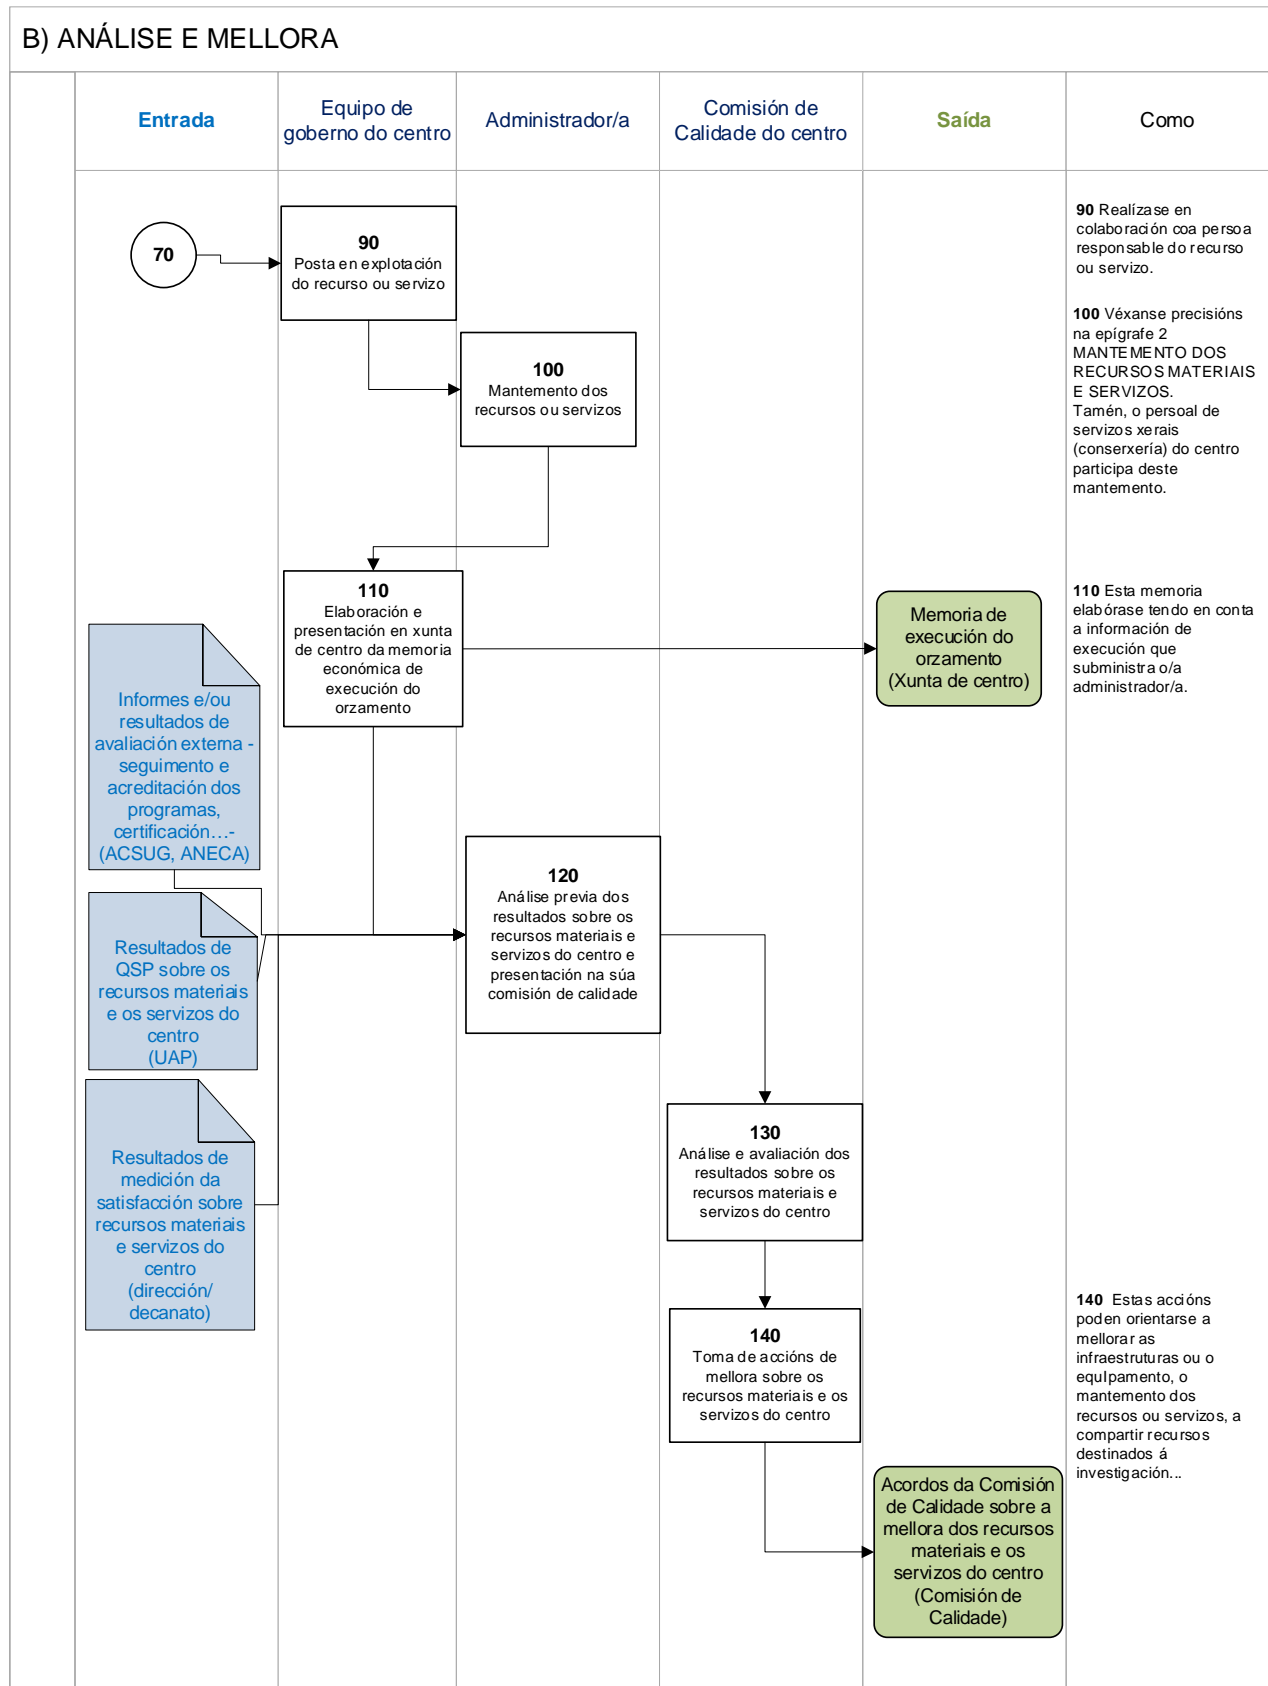 B) ANÁLISE E MELLORA
Entrada
Equipo de
goberno do centro
Administrador/a
Comisión de
Calidade do centro
Saída
Como
70
90
Posta en explotación
do recurso ou servizo
90 Realízase en
colaboración coa persoa
responsable do recurso
ou servizo.
100
Mantemento dos
recursos ou servizos
100 Véxanse precisións
na epígrafe 2
MANTEMENTO DOS
RECURSOS MATERIAIS
E SERVIZOS.
Tamén, o persoal de
servizos xerais
(conserxería) do centro
participa deste
mantemento.
110
Elaboración e
presentación en xunta
de centro da memoria
económica de
execución do
orzamento
Memoria de
execución do
orzamento
(Xunta de centro)
110 Esta memoria
elabórase tendo en conta
a información de
execución que
subministra o/a
administrador/a.
Informes e/ou
resultados de
avaliación externa -
seguimento e
acreditación dos
programas,
certificación...-
(ACSUG, ANECA)
120
Análise previa dos
resultados sobre os
recursos materiais e
servizos do centro e
presentación na súa
comisión de calidade
Resultados de
QSP sobre os
recursos materiais
e os servizos do
centro
(UAP)
Resultados de
medición da
satisfacción sobre
recursos materiais
e servizos do
centro
(dirección/
decanato)
130
Análise e avaliación dos
resultados sobre os
recursos materiais e
servizos do centro
140
Toma de accións de
mellora sobre os
recursos materiais e os
servizos do centro
140 Estas accións
poden orientarse a
mellorar as
infraestruturas ou o
equIpamento, o
mantemento dos
recursos ou servizos, a
compartir recursos
destinados á
investigación...
Acordos da Comisión
de Calidade sobre a
mellora dos recursos
materiais e os
servizos do centro
(Comisión de
Calidade)